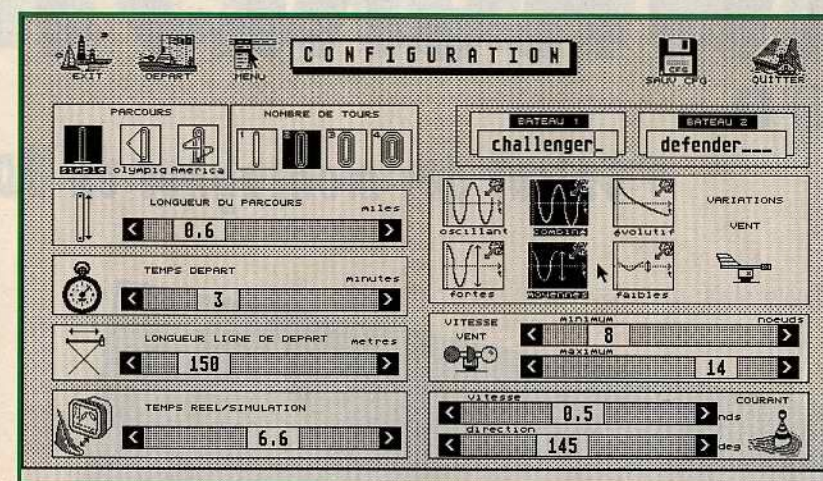 CONFIGURATION
EXIT
DEPART
MENU
SAUV CFG
QUITTER
PARCOURS
simple olympiq America
NOMBRE DE TOURS
1 2 3 4
BATEAU 1
challenger_
BATEAU 2
defender___
LONGUEUR DU PARCOURS
miles
0.6
TEMPS DEPART
minutes
3
LONGUEUR LIGNE DE DEPART
metres
150
TEMPS REEL/SIMULATION
6.6
oscillant combiné évolutif
fortes moyennes faibles
VARIATIONS
VENT
VITESSE
VENT
minimum
noeuds
8
maximum
14
vitesse
0.5
nds
direction
145
deg
COURANT